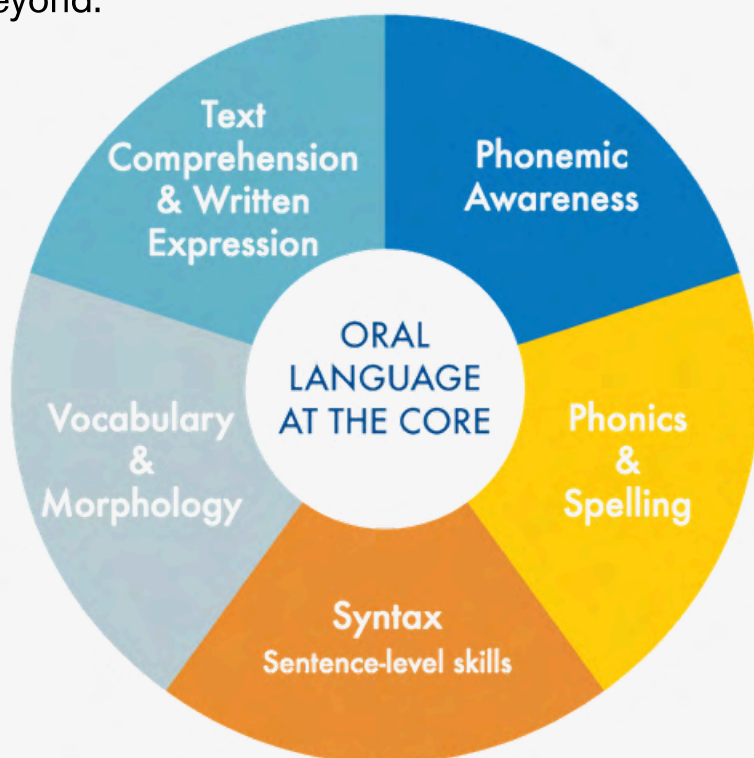 eyond.
Text
Comprehension
& Written
Expression
Phonemic
Awareness
ORAL
LANGUAGE
AT THE CORE
Vocabulary
&
Morphology
Phonics
&
Spelling
Syntax
Sentence-level skills